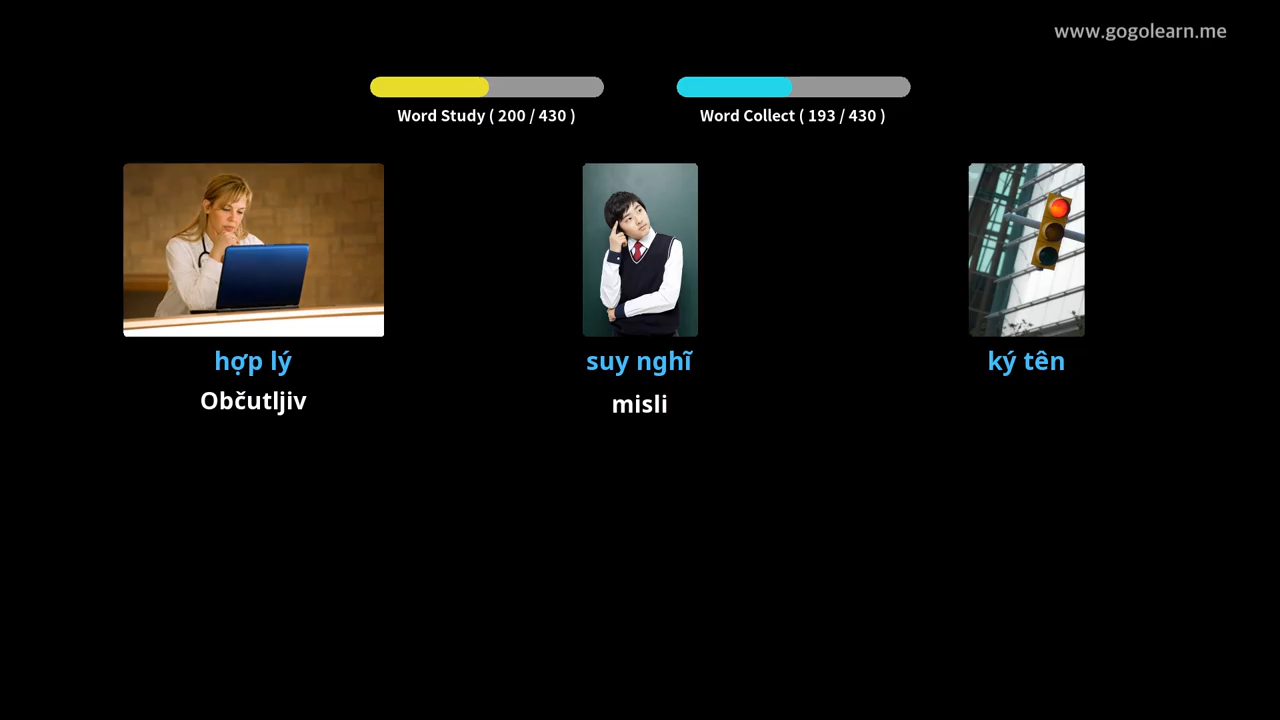 www.gogolearn.me
Word Study ( 200 / 430 )
Word Collect ( 193 / 430 )
hợp lý
Občutljiv
suy nghĩ
misli
ký tên